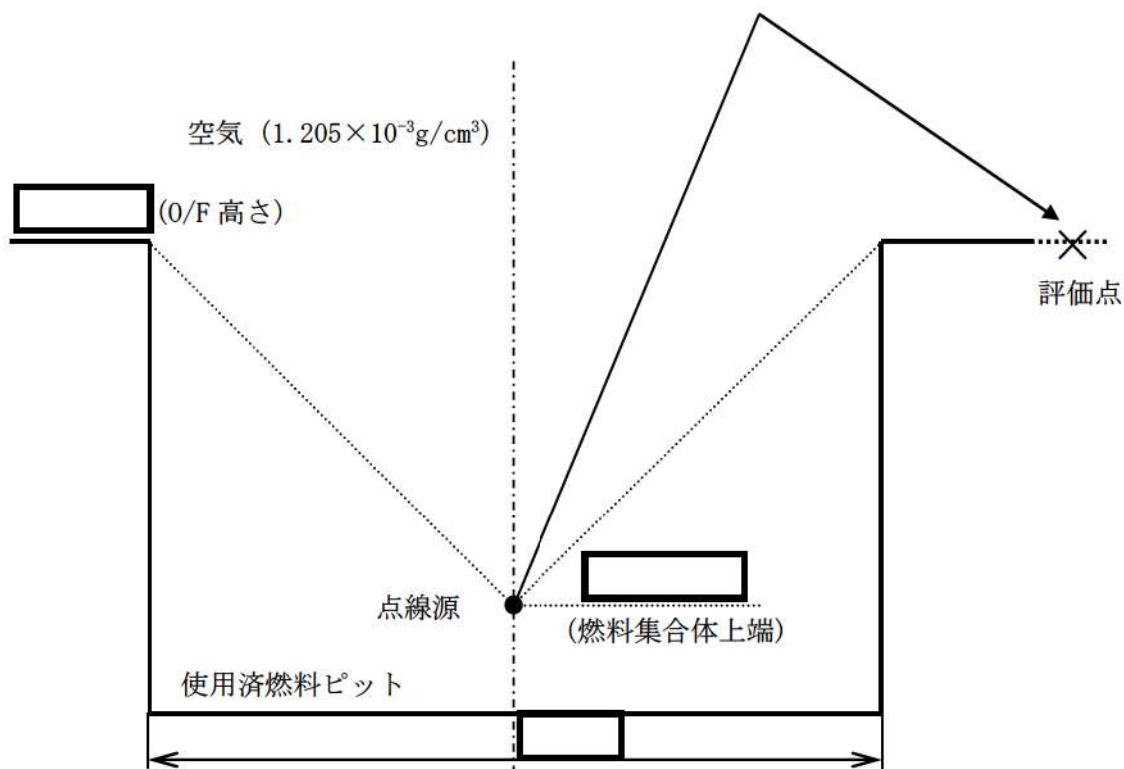 空気 (1.205×10⁻³g/cm³)
(O/F 高さ)
評価点
点線源
(燃料集合体上端)
使用済燃料ピット